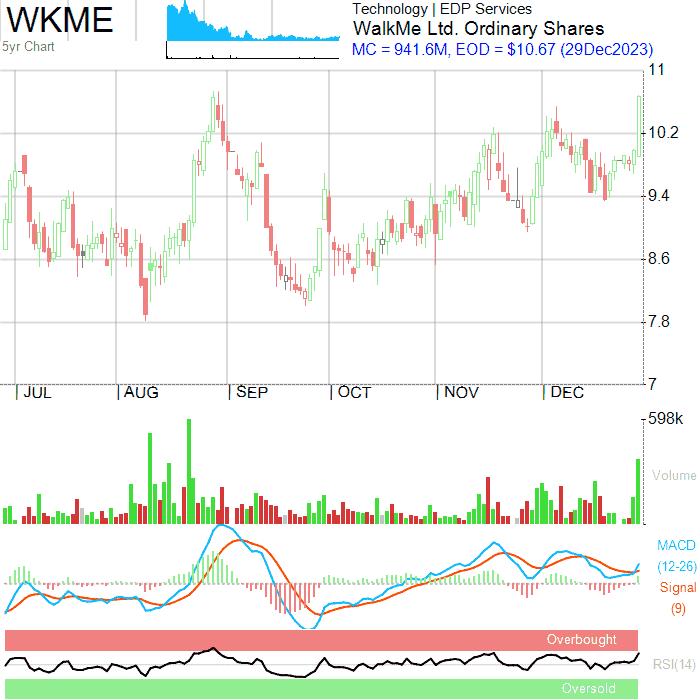 WKME
5yr Chart
Technology | EDP Services
WalkMe Ltd. Ordinary Shares
MC = 941.6M, EOD = $10.67 (29Dec2023)
11
10.2
9.4
8.6
7.8
7
JUL AUG SEP OCT NOV DEC
598k
Volume
MACD
(12-26)
Signal
(9)
Overbought
RSI(14)
Oversold